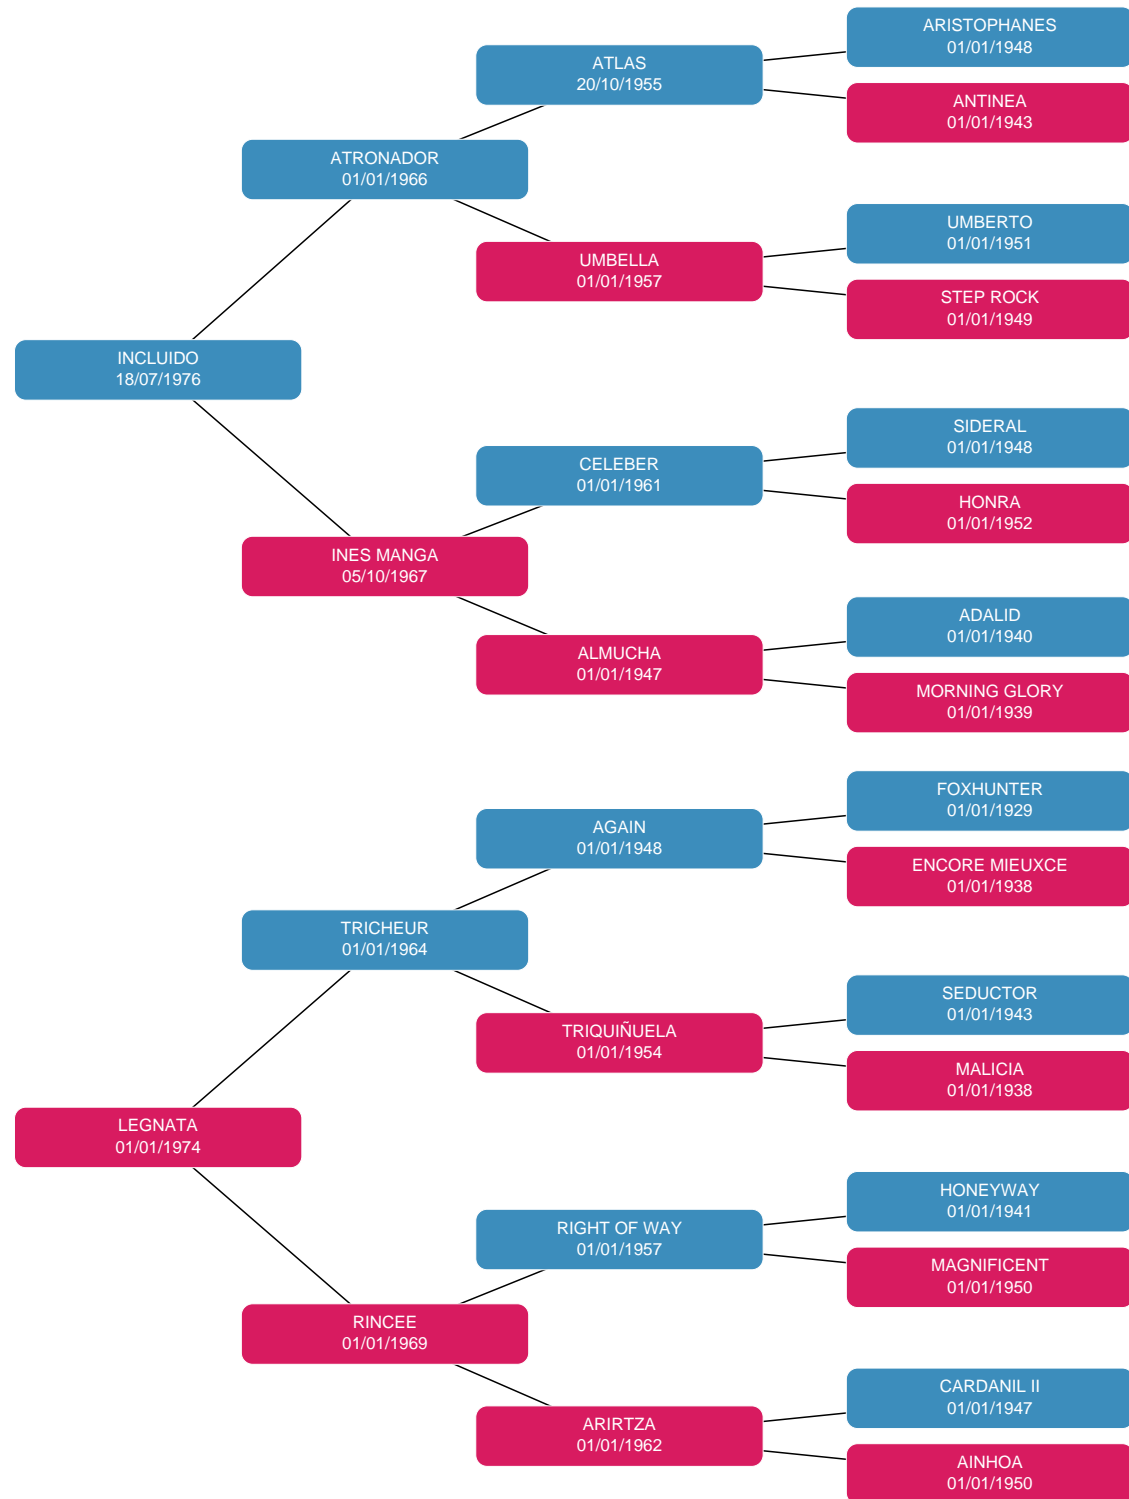 ARISTOPHANES
01/01/1948
ATLAS
20/10/1955
ANTINEA
01/01/1943
ATRONADOR
01/01/1966
UMBERTO
01/01/1951
UMBELLA
01/01/1957
STEP ROCK
01/01/1949
INCLUIDO
18/07/1976
SIDERAL
01/01/1948
CELEBER
01/01/1961
HONRA
01/01/1952
INES MANGA
05/10/1967
ADALID
01/01/1940
ALMUCHA
01/01/1947
MORNING GLORY
01/01/1939
FOXHUNTER
01/01/1929
AGAIN
01/01/1948
ENCORE MIEUXCE
01/01/1938
TRICHEUR
01/01/1964
SEDUCTOR
01/01/1943
TRIQUIÑUELA
01/01/1954
MALICIA
01/01/1938
LEGNATA
01/01/1974
HONEYWAY
01/01/1941
RIGHT OF WAY
01/01/1957
MAGNIFICENT
01/01/1950
RINCEE
01/01/1969
CARDANIL II
01/01/1947
ARIRTZA
01/01/1962
AINHOA
01/01/1950